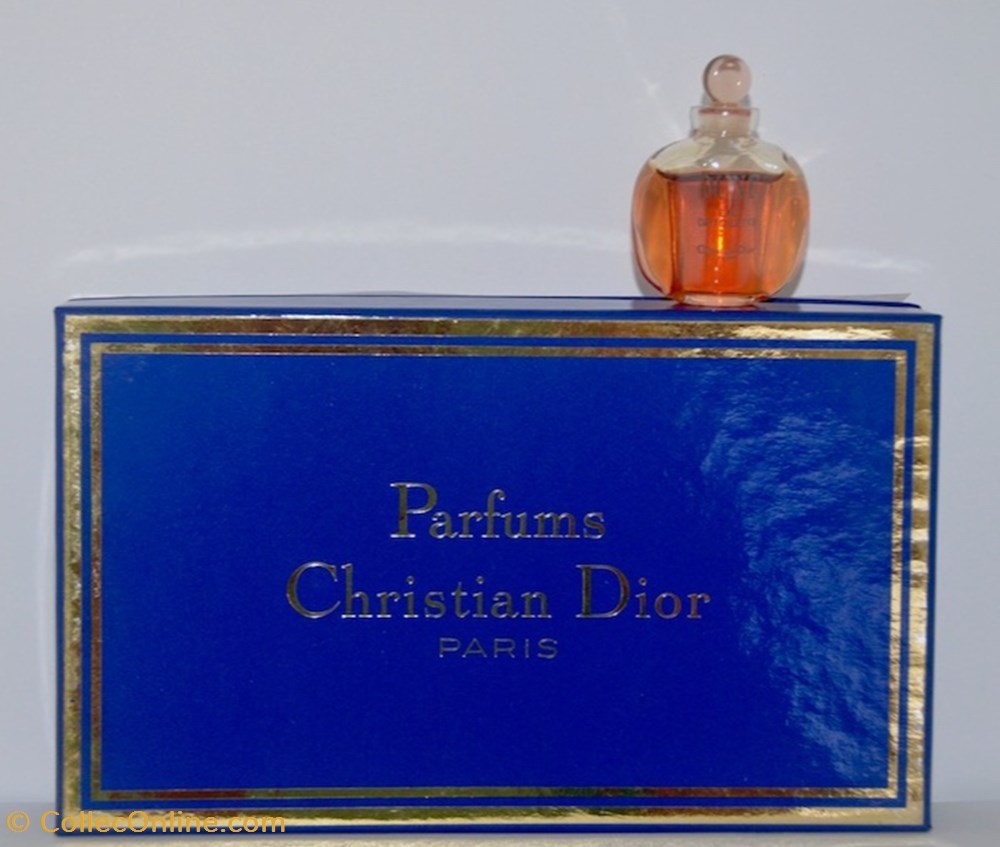 Parfums
Christian Dior
PARIS
© CollecOnline.com